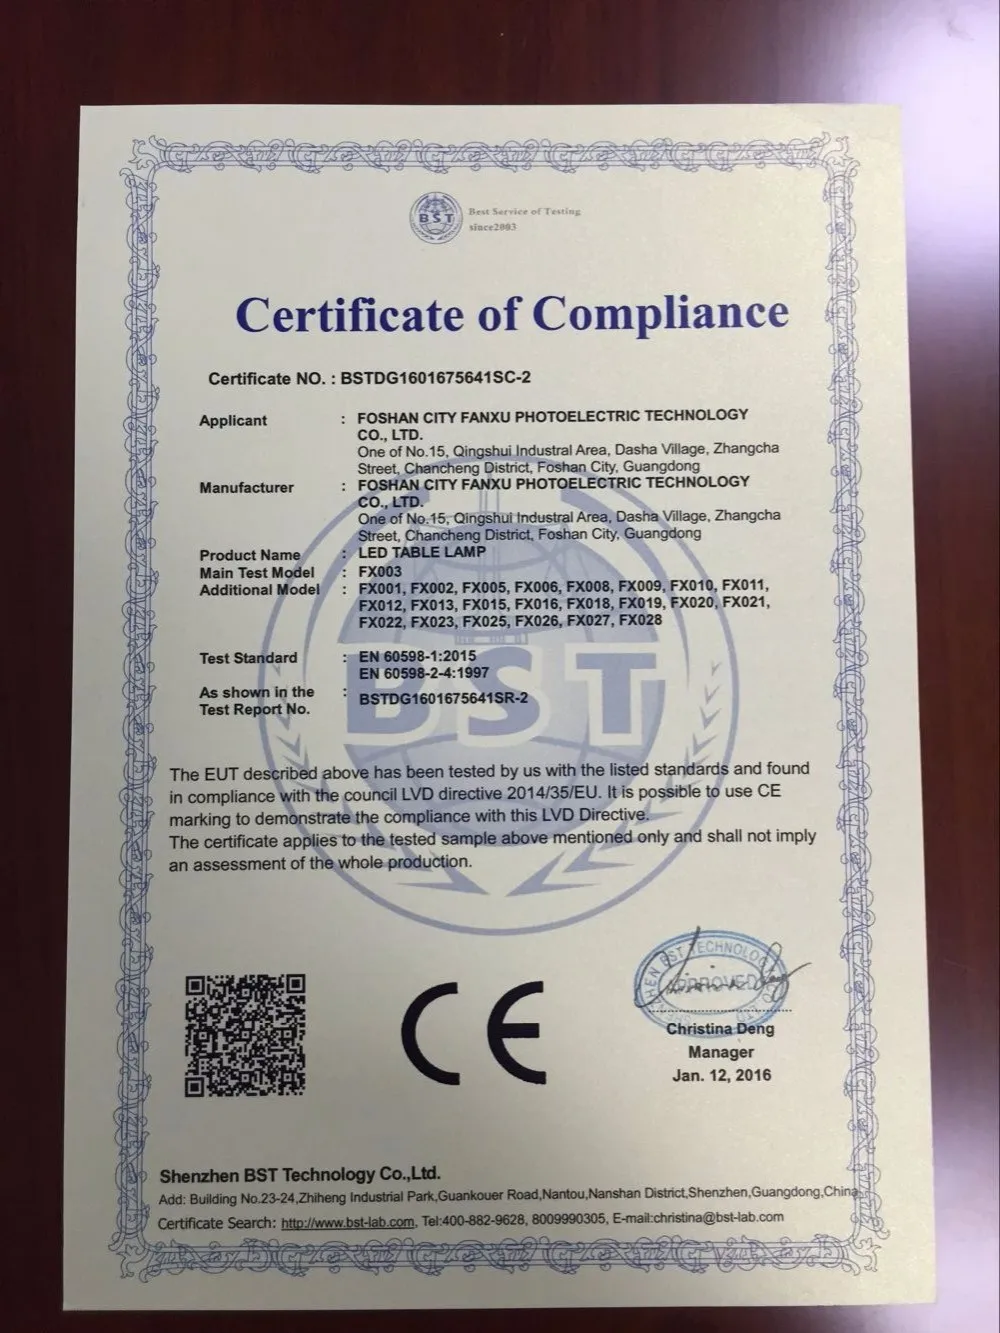 BST
Best Service of Testing
since2003
Certificate of Compliance
Certificate NO. : BSTDG1601675641SC-2
Applicant : FOSHAN CITY FANXU PHOTOELECTRIC TECHNOLOGY
CO., LTD.
One of No.15, Qingshui Industral Area, Dasha Village, Zhangcha
Street, Chancheng District, Foshan City, Guangdong
Manufacturer : FOSHAN CITY FANXU PHOTOELECTRIC TECHNOLOGY
CO., LTD.
One of No.15, Qingshui Industral Area, Dasha Village, Zhangcha
Street, Chancheng District, Foshan City, Guangdong
Product Name : LED TABLE LAMP
Main Test Model : FX003
Additional Model : FX001, FX002, FX005, FX006, FX008, FX009, FX010, FX011,
FX012, FX013, FX015, FX016, FX018, FX019, FX020, FX021,
FX022, FX023, FX025, FX026, FX027, FX028
Test Standard : EN 60598-1:2015
EN 60598-2-4:1997
As shown in the :
Test Report No. BSTDG1601675641SR-2
BST
The EUT described above has been tested by us with the listed standards and found
in compliance with the council LVD directive 2014/35/EU. It is possible to use CE
marking to demonstrate the compliance with this LVD Directive.
The certificate applies to the tested sample above mentioned only and shall not imply
an assessment of the whole production.
CE
BST TECHNOLOGY
APPROVED
Christina Deng
Manager
Jan. 12, 2016
Shenzhen BST Technology Co.,Ltd.
Add: Building No.23-24,Zhiheng Industrial Park,Guankouer Road,Nantou,Nanshan District,Shenzhen,Guangdong,China
Certificate Search: http://www.bst-lab.com, Tel:400-882-9628, 8009990305, E-mail:christina@bst-lab.com